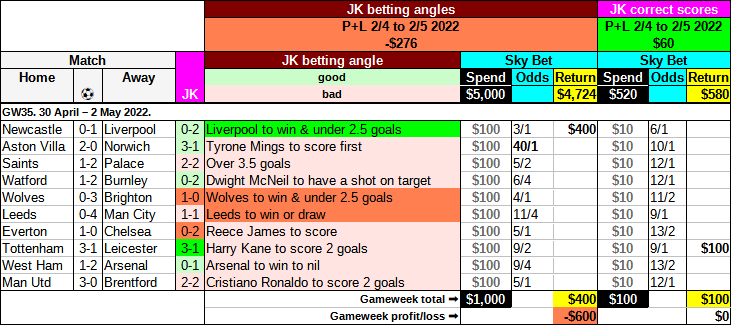 JK betting angles JK correct scores
P+L 2/4 to 2/5 2022 P+L 2/4 to 2/5 2022
-$276 $60
Match JK betting angle Sky Bet Sky Bet
Home Away JK good Spend Odds Return Spend Odds Return
bad $5,000 $4,724 $520 $580
GW35. 30 April – 2 May 2022.
Newcastle 0-1 Liverpool 0-2 Liverpool to win & under 2.5 goals $100 3/1 $400 $10 6/1
Aston Villa 2-0 Norwich 3-1 Tyrone Mings to score first $100 40/1 $10 10/1
Saints 1-2 Palace 2-2 Over 3.5 goals $100 5/2 $10 12/1
Watford 1-2 Burnley 0-2 Dwight McNeil to have a shot on target $100 6/4 $10 12/1
Wolves 0-3 Brighton 1-0 Wolves to win & under 2.5 goals $100 4/1 $10 11/2
Leeds 0-4 Man City 1-1 Leeds to win or draw $100 11/4 $10 9/1
Everton 1-0 Chelsea 0-2 Reece James to score $100 5/1 $10 13/2
Tottenham 3-1 Leicester 3-1 Harry Kane to score 2 goals $100 9/2 $10 9/1 $100
West Ham 1-2 Arsenal 0-1 Arsenal to win to nil $100 9/4 $10 13/2
Man Utd 3-0 Brentford 2-2 Cristiano Ronaldo to score 2 goals $100 5/1 $10 12/1
Gameweek total ➡ $1,000 $400 $100 $100
Gameweek profit/loss ➡ -$600 $0